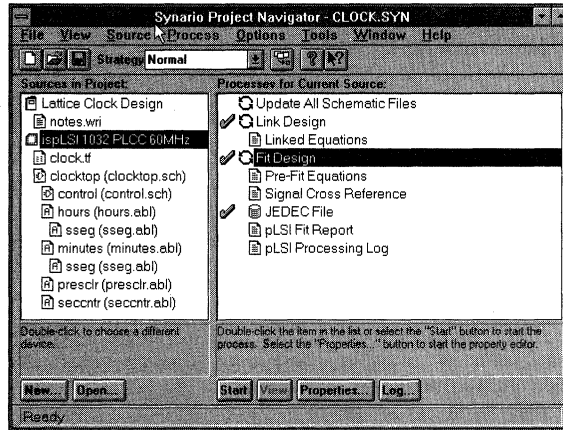 Synario Project Navigator - CLOCK.SYN
File View Source Process Options Tools Window Help
Strategy Normal
Sources in Project:
Lattice Clock Design
notes.wri
ispLSI 1032 PLCC 60MHz
clock.tf
clocktop (clocktop.sch)
control (control.sch)
hours (hours.abl)
sseg (sseg.abl)
minutes (minutes.abl)
sseg (sseg.abl)
presclr (presclr.abl)
seccntr (seccntr.abl)
Double-click to choose a different
device.
New... Open...
Processes for Current Source:
Update All Schematic Files
Link Design
Linked Equations
Fit Design
Pre-Fit Equations
Signal Cross Reference
JEDEC File
pLSI Fit Report
pLSI Processing Log
Double-click the item in the list or select the "Start" button to start the
process. Select the "Properties..." button to start the property editor.
Start View Properties... Log...
Ready